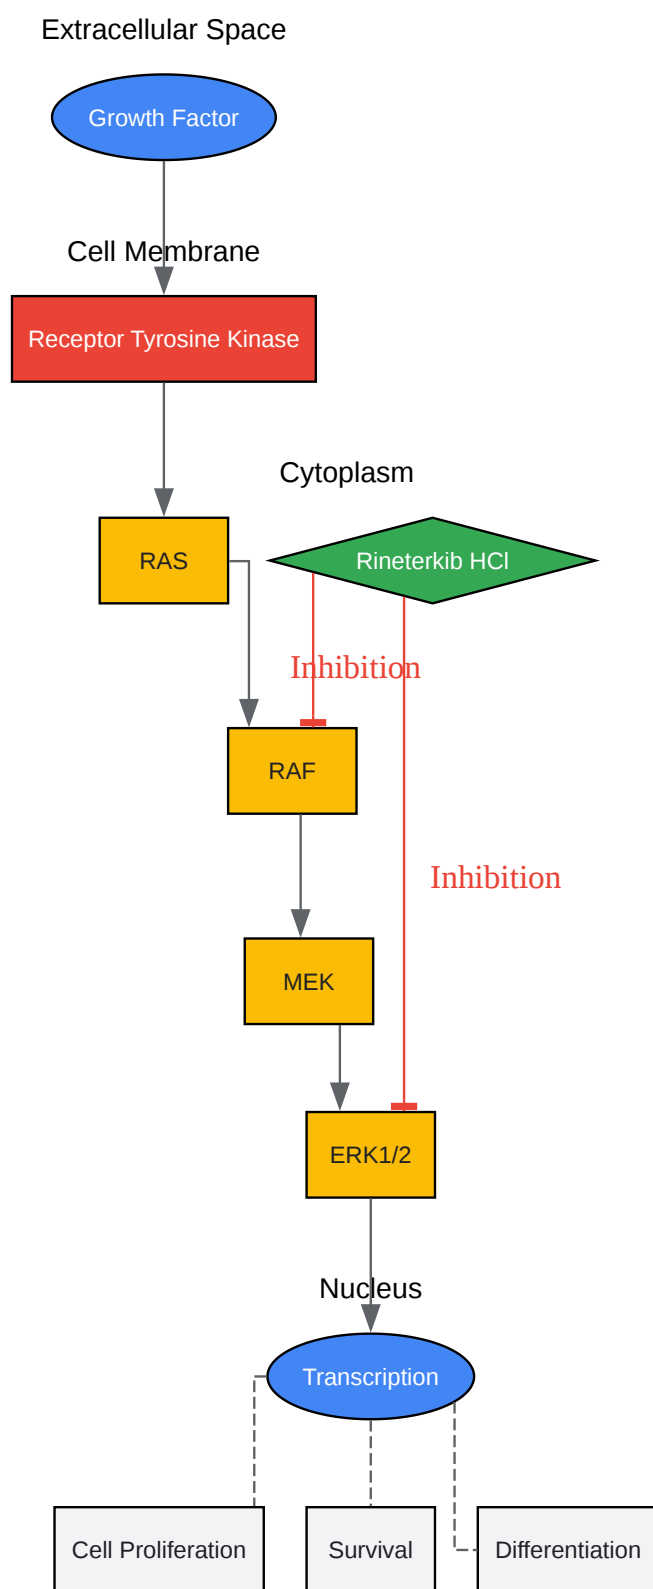 Extracellular Space
Growth Factor
Cell Membrane
Receptor Tyrosine Kinase
Cytoplasm
RAS
Rineterkib HCl
Inhibition
RAF
Inhibition
MEK
ERK1/2
Nucleus
Transcription
Cell Proliferation
Survival
Differentiation